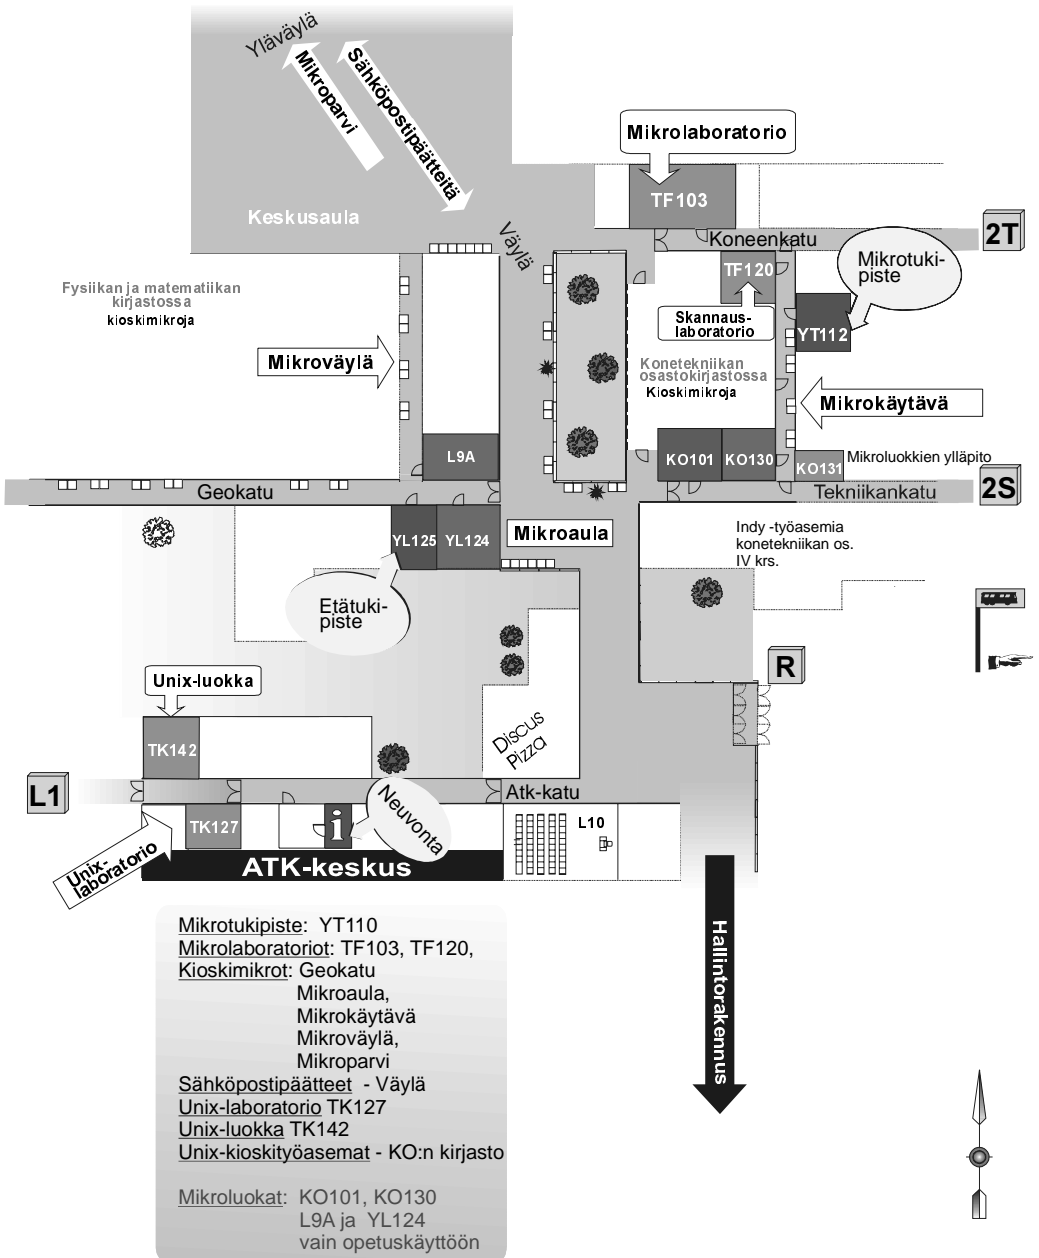 Yläväylä
Mikroparvi
Sähköpostipäätteitä
Mikrolaboratorio
TF103
Keskusaula
Väylä
Koneenkatu
2T
Mikrotuki-
piste
TF120
Fysiikan ja matematiikan
kirjastossa
kioskimikroja
Skannaus-
laboratorio
YT112
Mikroväylä
Konetekniikan
osastokirjastossa
Kioskimikroja
Mikrokäytävä
L9A
KO101
KO130
KO131
Mikroluokkien ylläpito
Geokatu
Tekniikankatu
2S
YL125
YL124
Mikroaula
Indy -työasemia
konetekniikan os.
IV krs.
Etätuki-
piste
R
Unix-luokka
Discus
Pizza
TK142
L1
Atk-katu
Neuvonta
TK127
i
L10
Unix-
laboratorio
ATK-keskus
Hallintorakennus
Mikrotukipiste: YT110
Mikrolaboratoriot: TF103, TF120,
Kioskimikrot: Geokatu
Mikroaula,
Mikrokäytävä
Mikroväylä,
Mikroparvi
Sähköpostipäätteet - Väylä
Unix-laboratorio TK127
Unix-luokka TK142
Unix-kioskityöasemat - KO:n kirjasto
Mikroluokat: KO101, KO130
L9A ja YL124
vain opetuskäyttöön